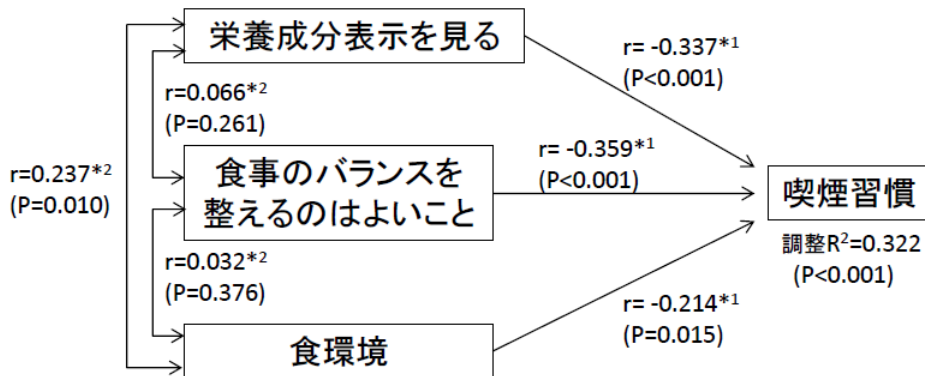 栄養成分表示を見る
r= -0.337*1
(P<0.001)
r=0.066*2
(P=0.261)
r=0.237*2
(P=0.010)
食事のバランスを
整えるのはよいこと
r= -0.359*1
(P<0.001)
喫煙習慣
調整R2=0.322
(P<0.001)
r=0.032*2
(P=0.376)
r= -0.214*1
(P=0.015)
食環境